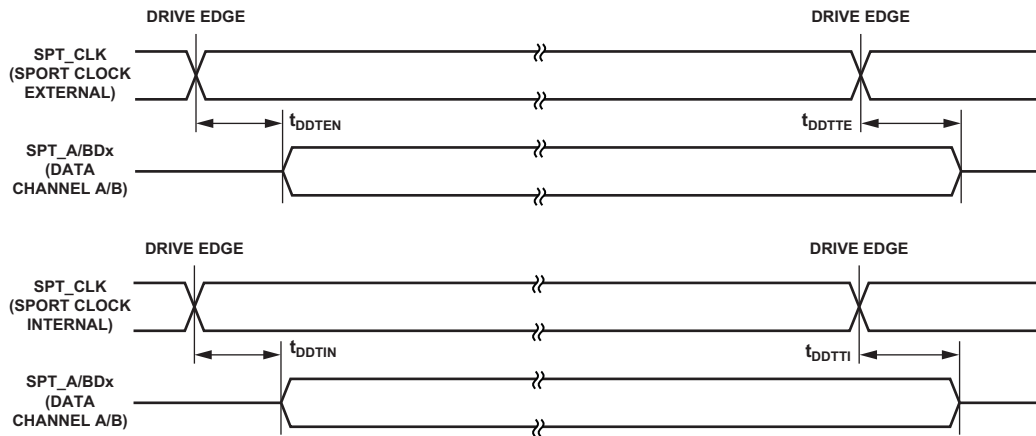 DRIVE EDGE DRIVE EDGE
SPT_CLK
(SPORT CLOCK
EXTERNAL)
tDDTEN tDDTTE
SPT_A/BDx
(DATA
CHANNEL A/B)
DRIVE EDGE DRIVE EDGE
SPT_CLK
(SPORT CLOCK
INTERNAL)
tDDTIN tDDTTI
SPT_A/BDx
(DATA
CHANNEL A/B)